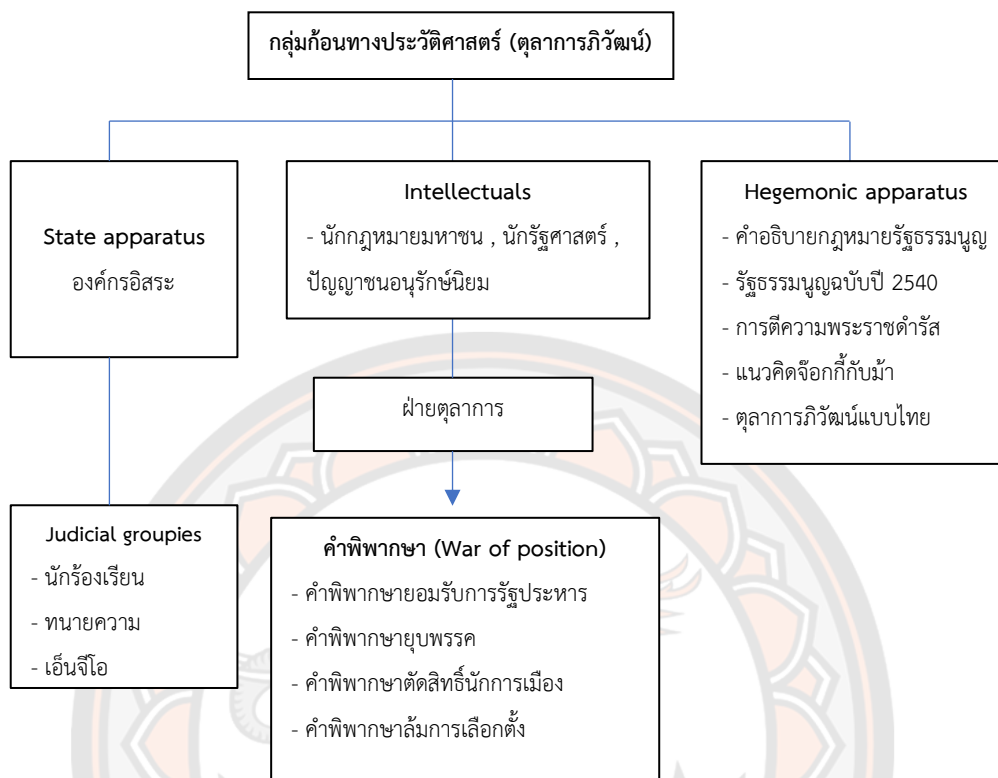 กลุ่มก้อนทางประวัติศาสตร์ (ตุลาการภิวัฒน์)
State apparatus
องค์กรอิสระ
Intellectuals
- นักกฎหมายมหาชน , นักรัฐศาสตร์ ,
ปัญญาชนอนุรักษ์นิยม
Hegemonic apparatus
- คำอธิบายกฎหมายรัฐธรรมนูญ
- รัฐธรรมนูญฉบับปี 2540
- การตีความพระราชดำรัส
- แนวคิดจ๊อกกี้กับม้า
- ตุลาการภิวัฒน์แบบไทย
ฝ่ายตุลาการ
Judicial groupies
- นักร้องเรียน
- ทนายความ
- เอ็นจีโอ
คำพิพากษา (War of position)
- คำพิพากษายอมรับการรัฐประหาร
- คำพิพากษายุบพรรค
- คำพิพากษาตัดสิทธิ์นักการเมือง
- คำพิพากษาล้มการเลือกตั้ง